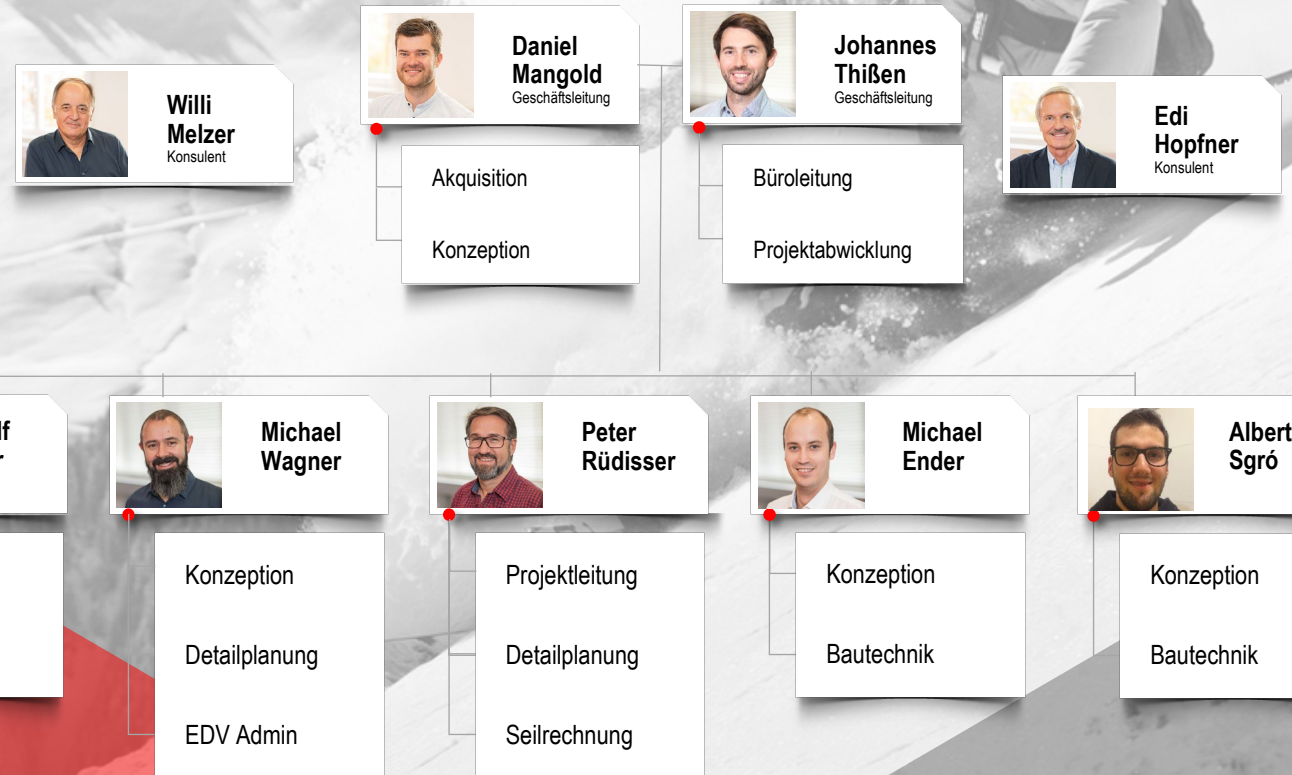 Willi
Melzer
Konsulent
Daniel
Mangold
Geschäftsleitung
Akquisition
Konzeption
Johannes
Thißen
Geschäftsleitung
Büroleitung
Projektabwicklung
Edi
Hopfner
Konsulent
Michael
Wagner
Konzeption
Detailplanung
EDV Admin
Peter
Rüdisser
Projektleitung
Detailplanung
Seilrechnung
Michael
Ender
Konzeption
Bautechnik
Albert
Sgró
Konzeption
Bautechnik